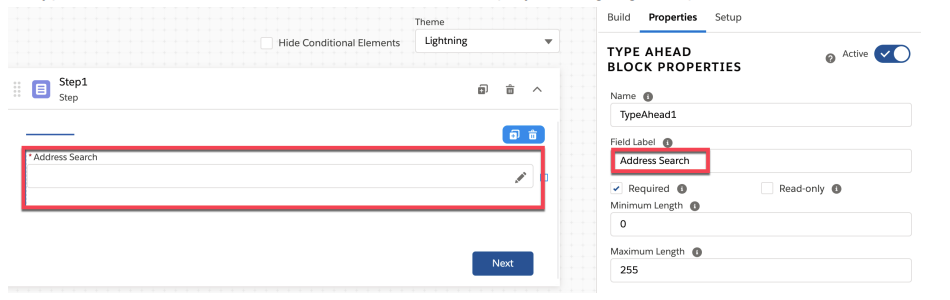 Theme
Hide Conditional Elements
Lightning
Step1
Step
* Address Search
Next
Build Properties Setup
TYPE AHEAD
BLOCK PROPERTIES
Active
Name
TypeAhead1
Field Label
Address Search
Required
Read-only
Minimum Length
0
Maximum Length
255